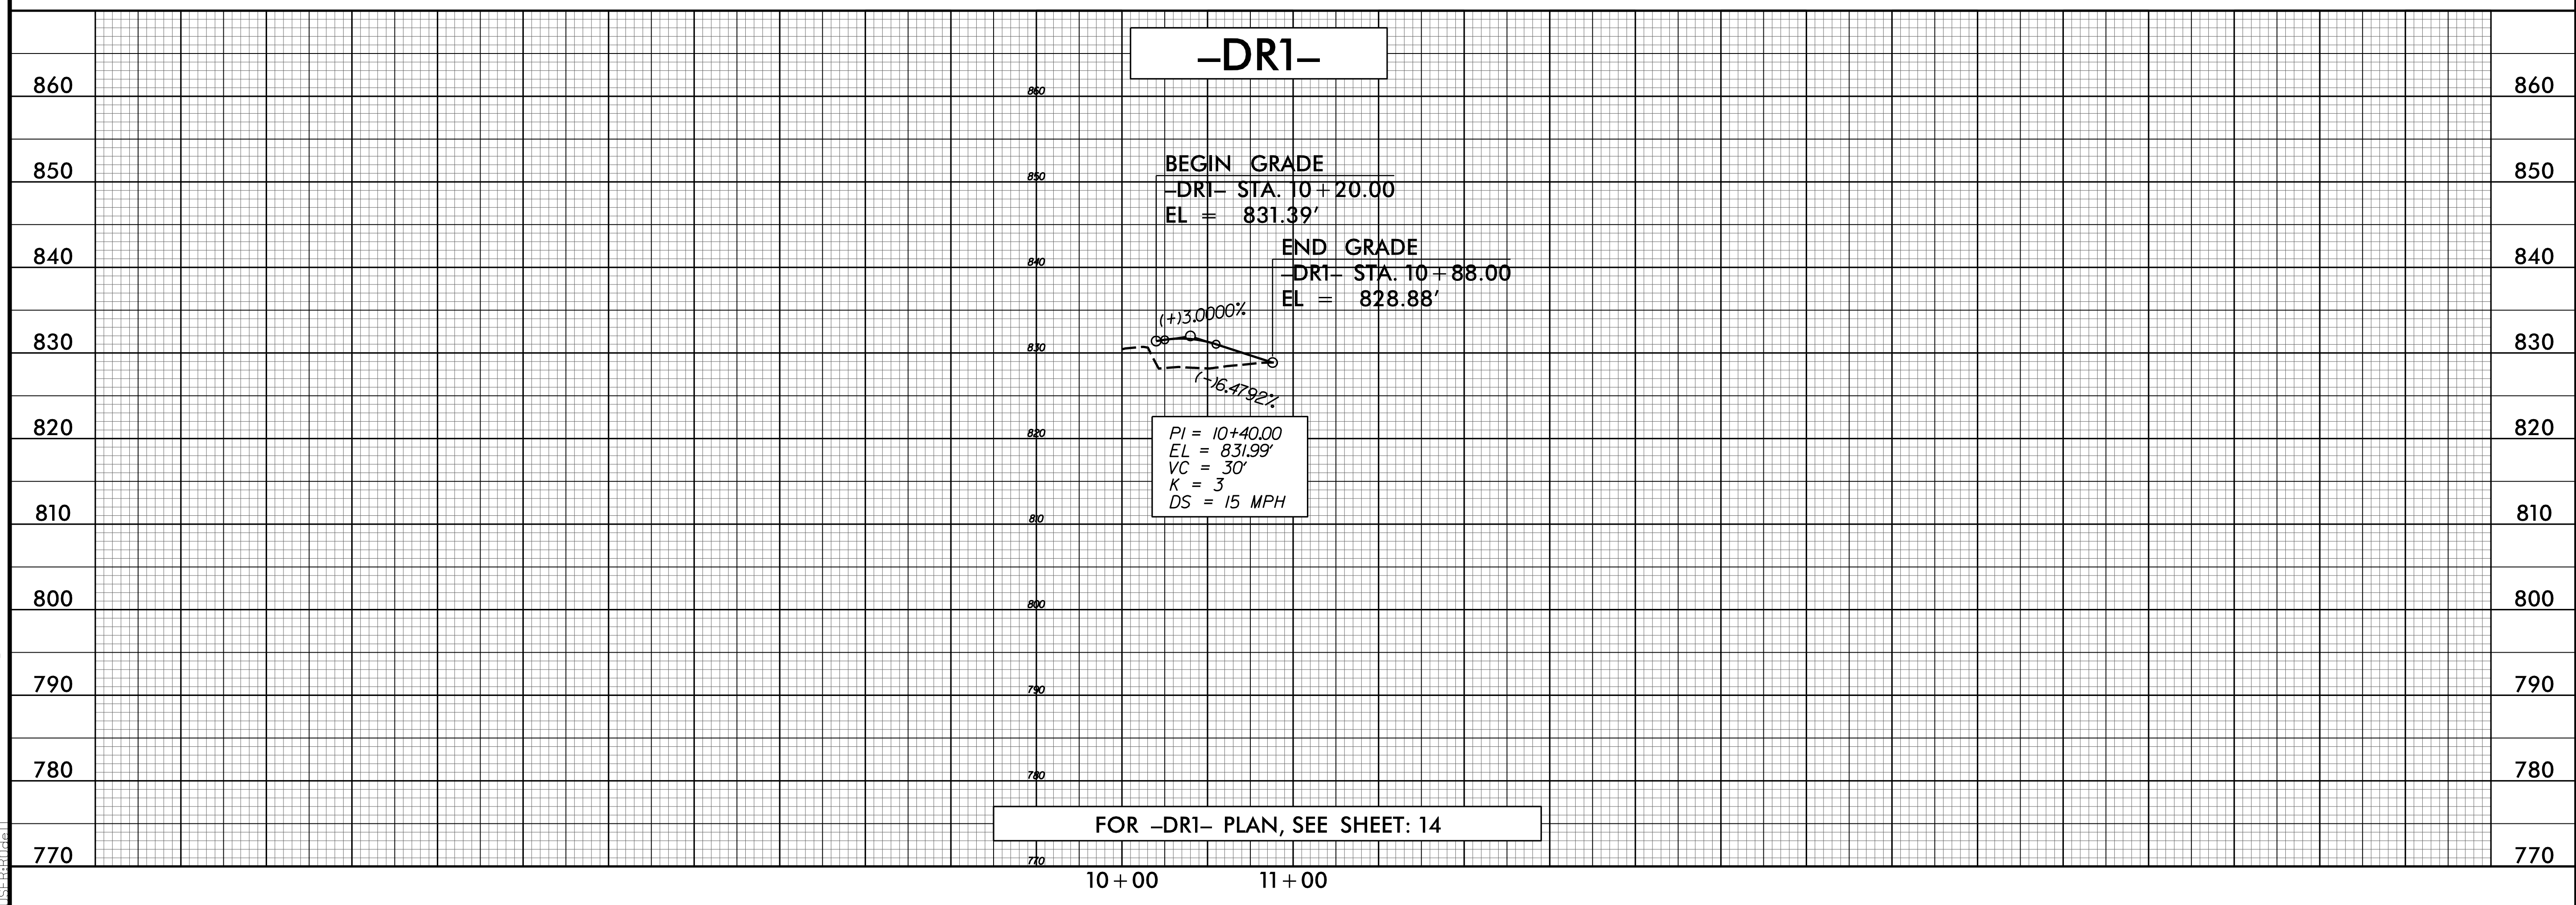 –DR1–
860 860 860
BEGIN GRADE
850 850 850
–DR1– STA. 10+20.00
EL = 831.39'
END GRADE
840 840 840
–DR1– STA. 10+88.00
EL = 828.88'
(+)3.0000%
830 830 830
(-)6.4792%
820 820 820
PI = 10+40.00
EL = 831.99'
VC = 30'
K = 3
DS = 15 MPH
810 810 810
800 800 800
790 790 790
780 780 780
FOR –DR1– PLAN, SEE SHEET: 14
770 770 770
10+00 11+00